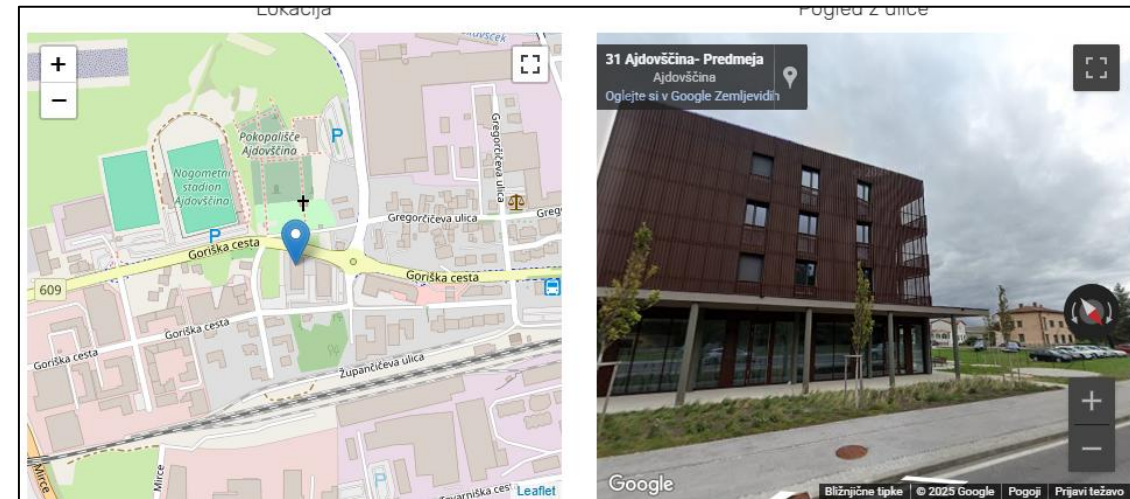 Lokacija
Pogled z ulice
+
−
Pokopališče
Ajdovščina
P
Nogometni
stadion
Ajdovščina
P
Gregorčičeva ulica
Gregorčičeva ulica
Goriška cesta
Goriška cesta
609
Goriška cesta
Goriška cesta
Župančičeva ulica
Mirce
Mirce
P
Leaflet
31 Ajdovščina- Predmeja
Ajdovščina
Oglejte si v Google Zemljevidih
+
−
Google
Bližnjične tipke
© 2025 Google
Pogoji
Prijavi težavo